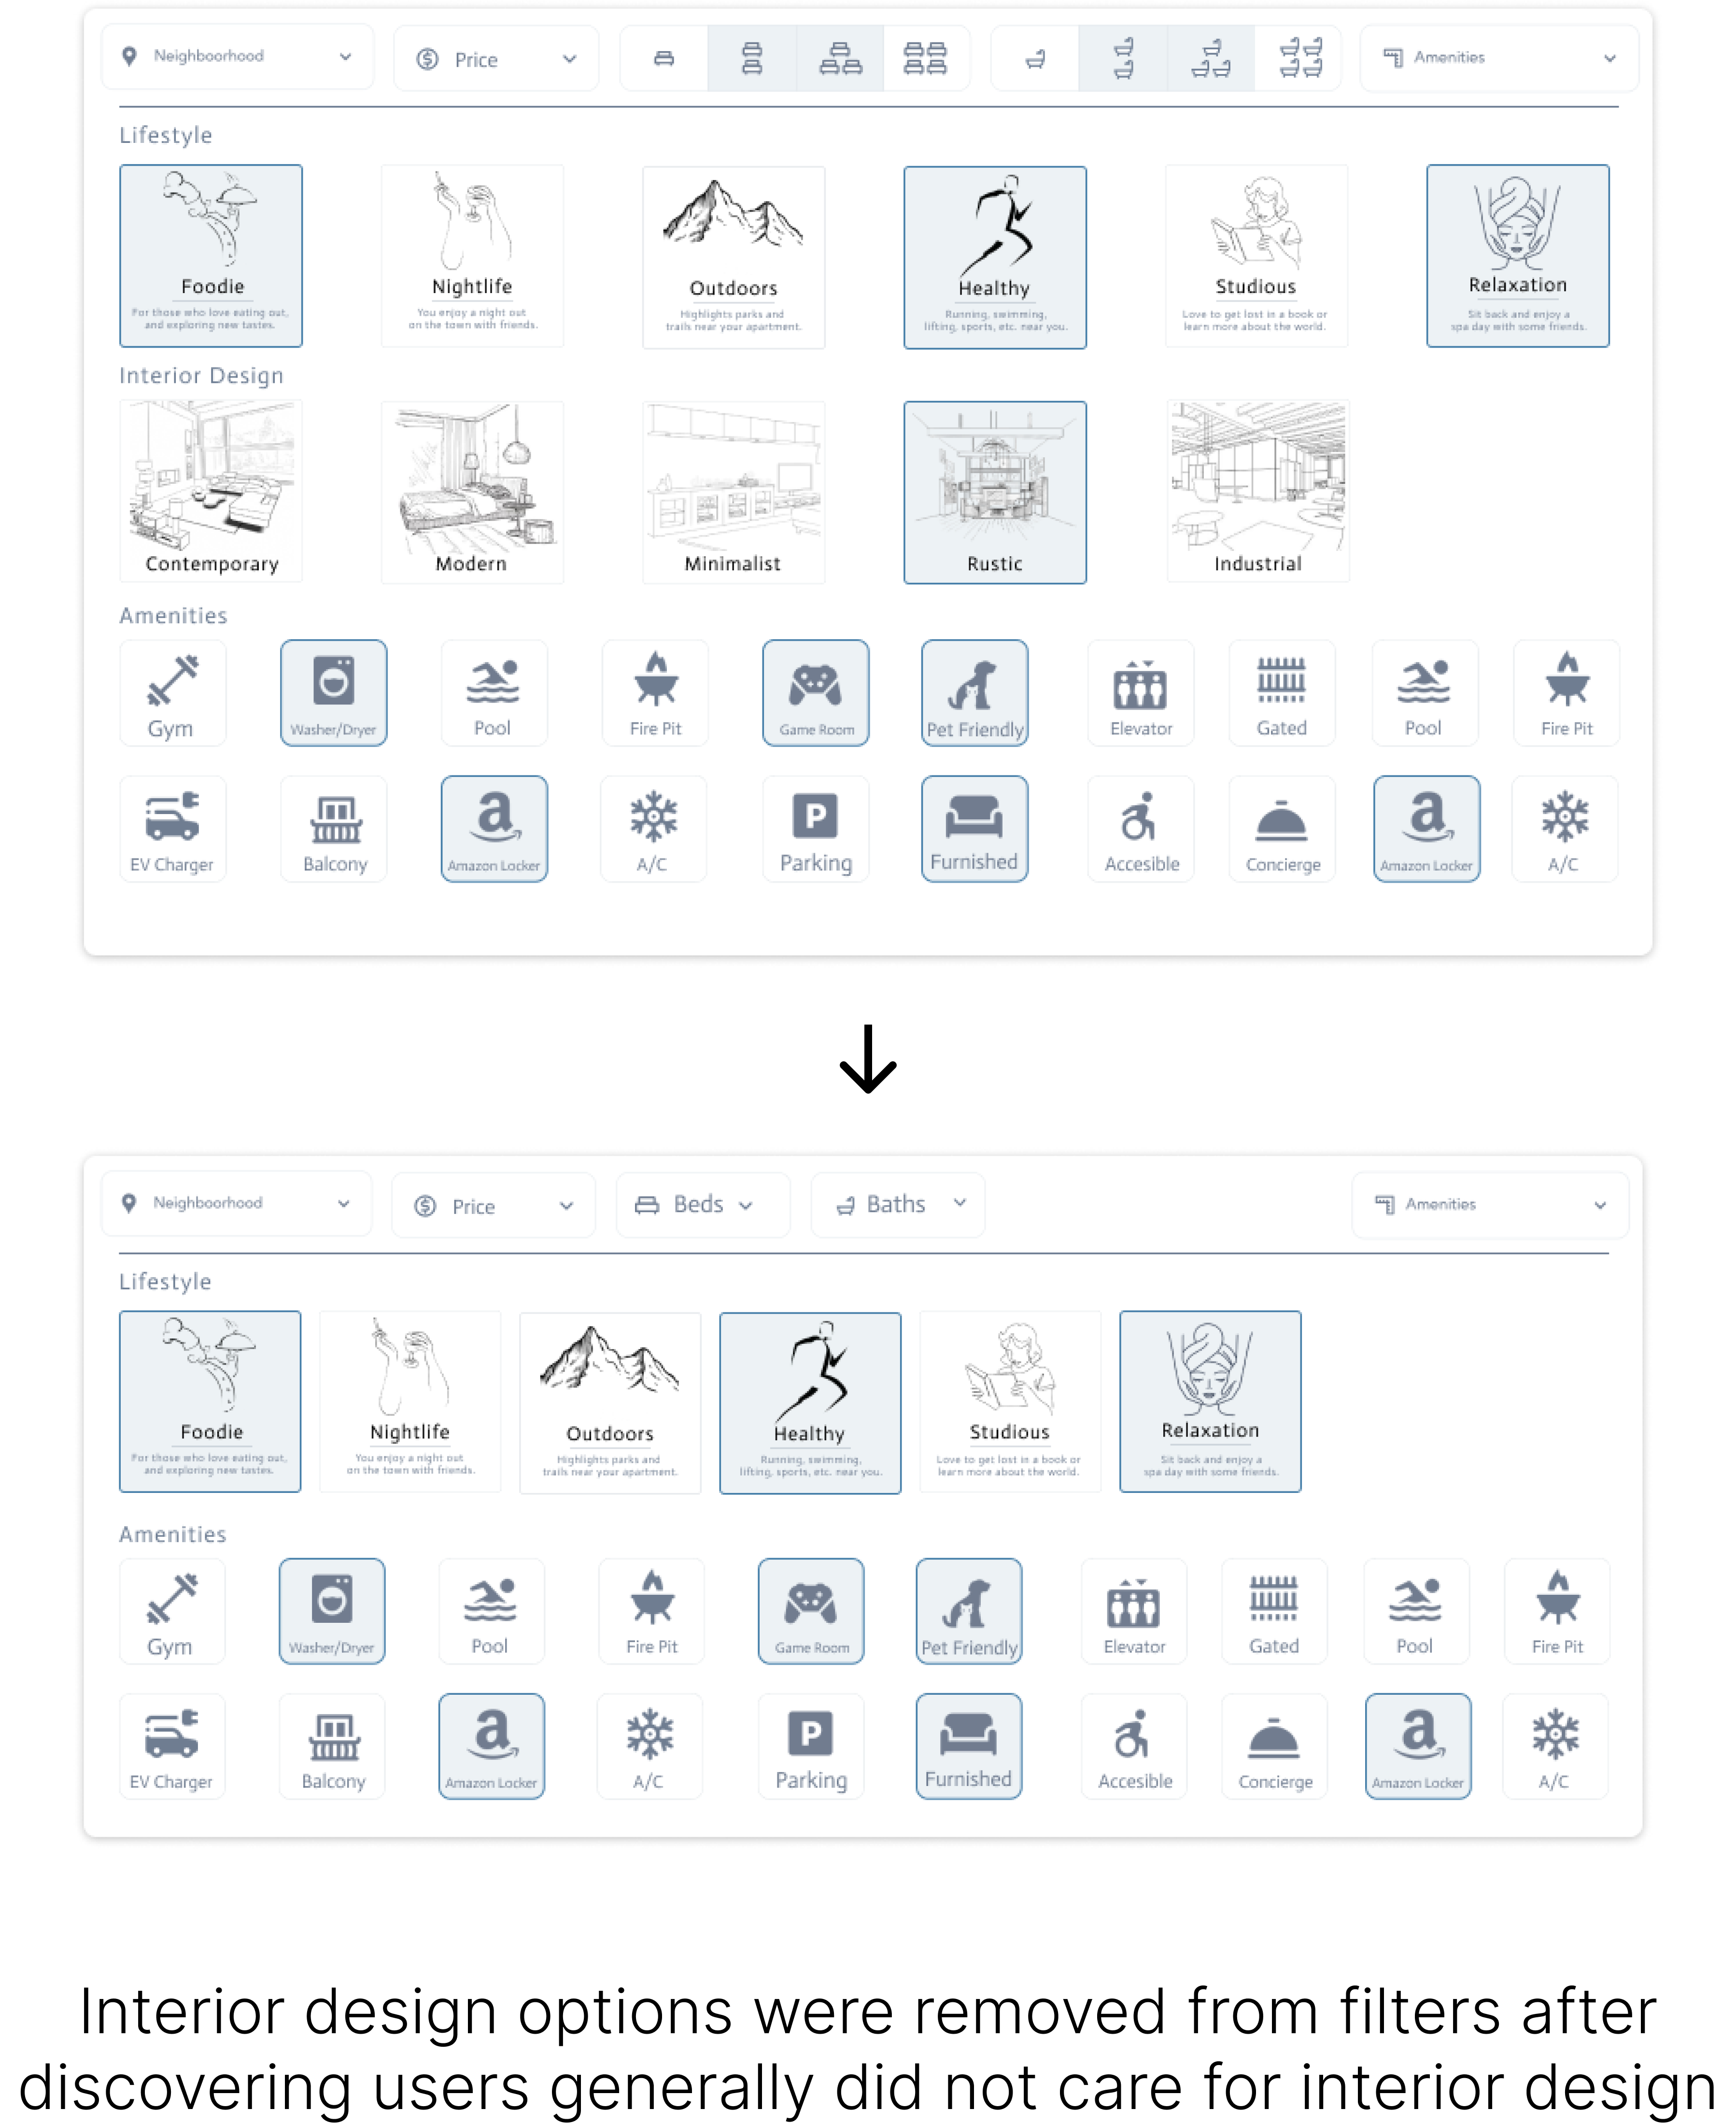 Neighboorhood
Price
Amenities
Lifestyle
Foodie
For those who love eating out,
and exploring new tastes.
Nightlife
You enjoy a night out
on the town with friends.
Outdoors
Highlights parks and
trails near your apartment.
Healthy
Running, swimming,
lifting, sports, etc. near you.
Studious
Love to get lost in a book or
learn more about the world.
Relaxation
Sit back and enjoy a
spa day with some friends.
Interior Design
Contemporary
Modern
Minimalist
Rustic
Industrial
Amenities
Gym
Washer/Dryer
Pool
Fire Pit
Game Room
Pet Friendly
Elevator
Gated
Pool
Fire Pit
EV Charger
Balcony
a
Amazon Locker
A/C
P
Parking
Furnished
Accesible
Concierge
a
Amazon Locker
A/C
Neighboorhood
Price
Beds
Baths
Amenities
Lifestyle
Foodie
For those who love eating out,
and exploring new tastes.
Nightlife
You enjoy a night out
on the town with friends.
Outdoors
Highlights parks and
trails near your apartment.
Healthy
Running, swimming,
lifting, sports, etc. near you.
Studious
Love to get lost in a book or
learn more about the world.
Relaxation
Sit back and enjoy a
spa day with some friends.
Amenities
Gym
Washer/Dryer
Pool
Fire Pit
Game Room
Pet Friendly
Elevator
Gated
Pool
Fire Pit
EV Charger
Balcony
a
Amazon Locker
A/C
P
Parking
Furnished
Accesible
Concierge
a
Amazon Locker
A/C
Interior design options were removed from filters after
discovering users generally did not care for interior design